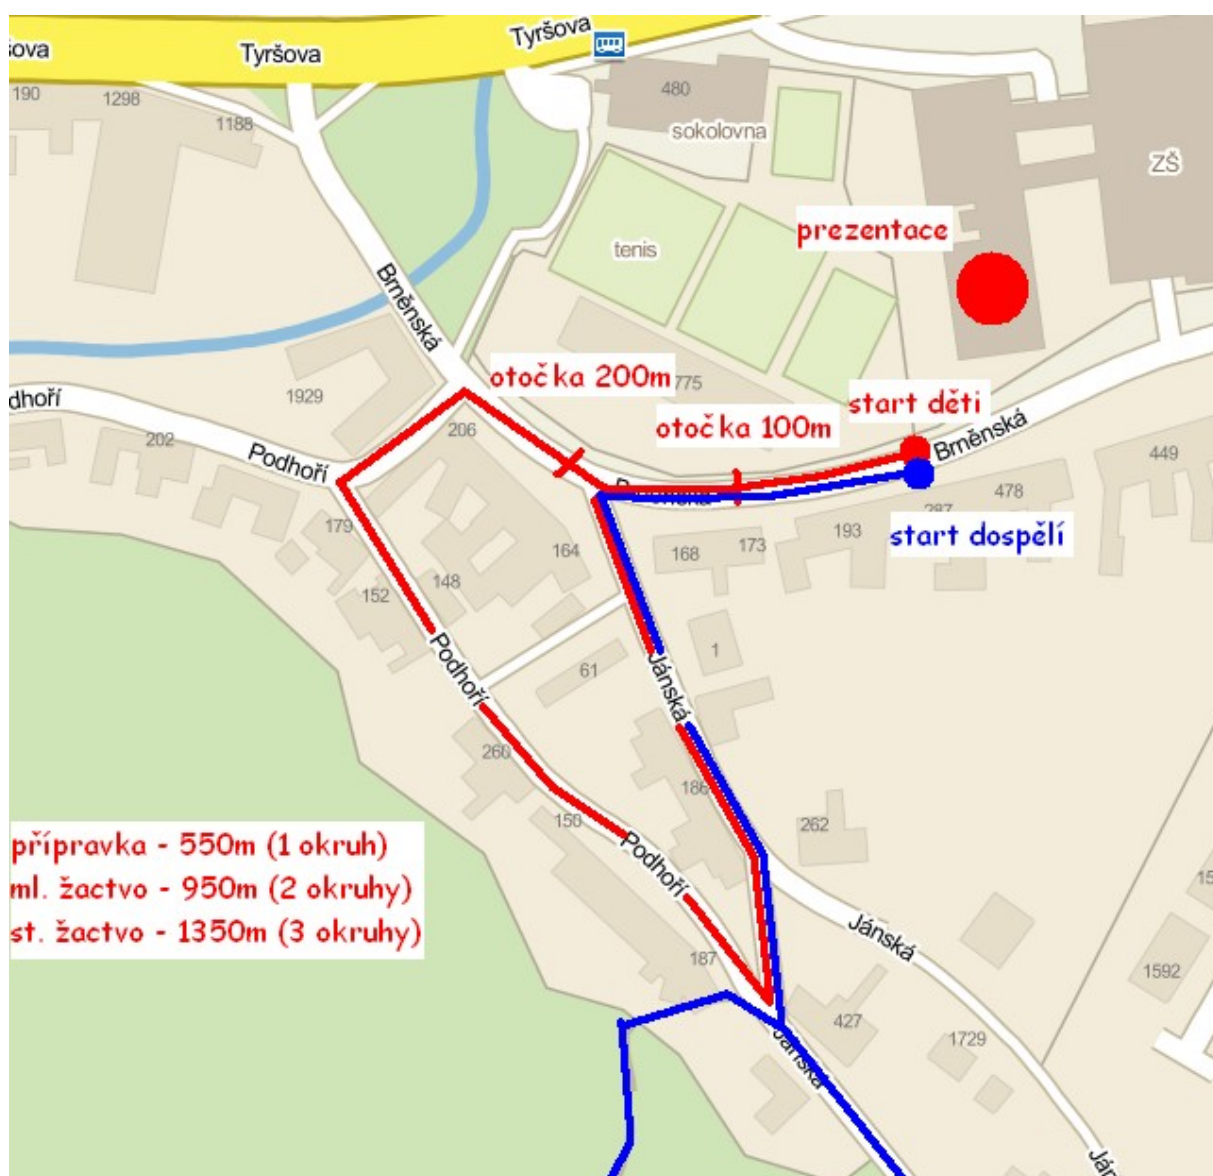 ova
Tyršova
Tyršova
190
1298
1188
480
sokolovna
ZŠ
tenis
prezentace
Brněnská
otočka 200m
775
start děti
dhoří
1929
otočka 100m
206
202
Podhoří
Brněnská
449
478
287
179
193
start dospělí
164
168
173
152
148
Podhoří
61
1
Jánská
260
186
150
262
přípravka - 550m (1 okruh)
Podhoří
ml. žactvo - 950m (2 okruhy)
st. žactvo - 1350m (3 okruhy)
15
Jánská
187
1592
427
1729
Jánská
Ján